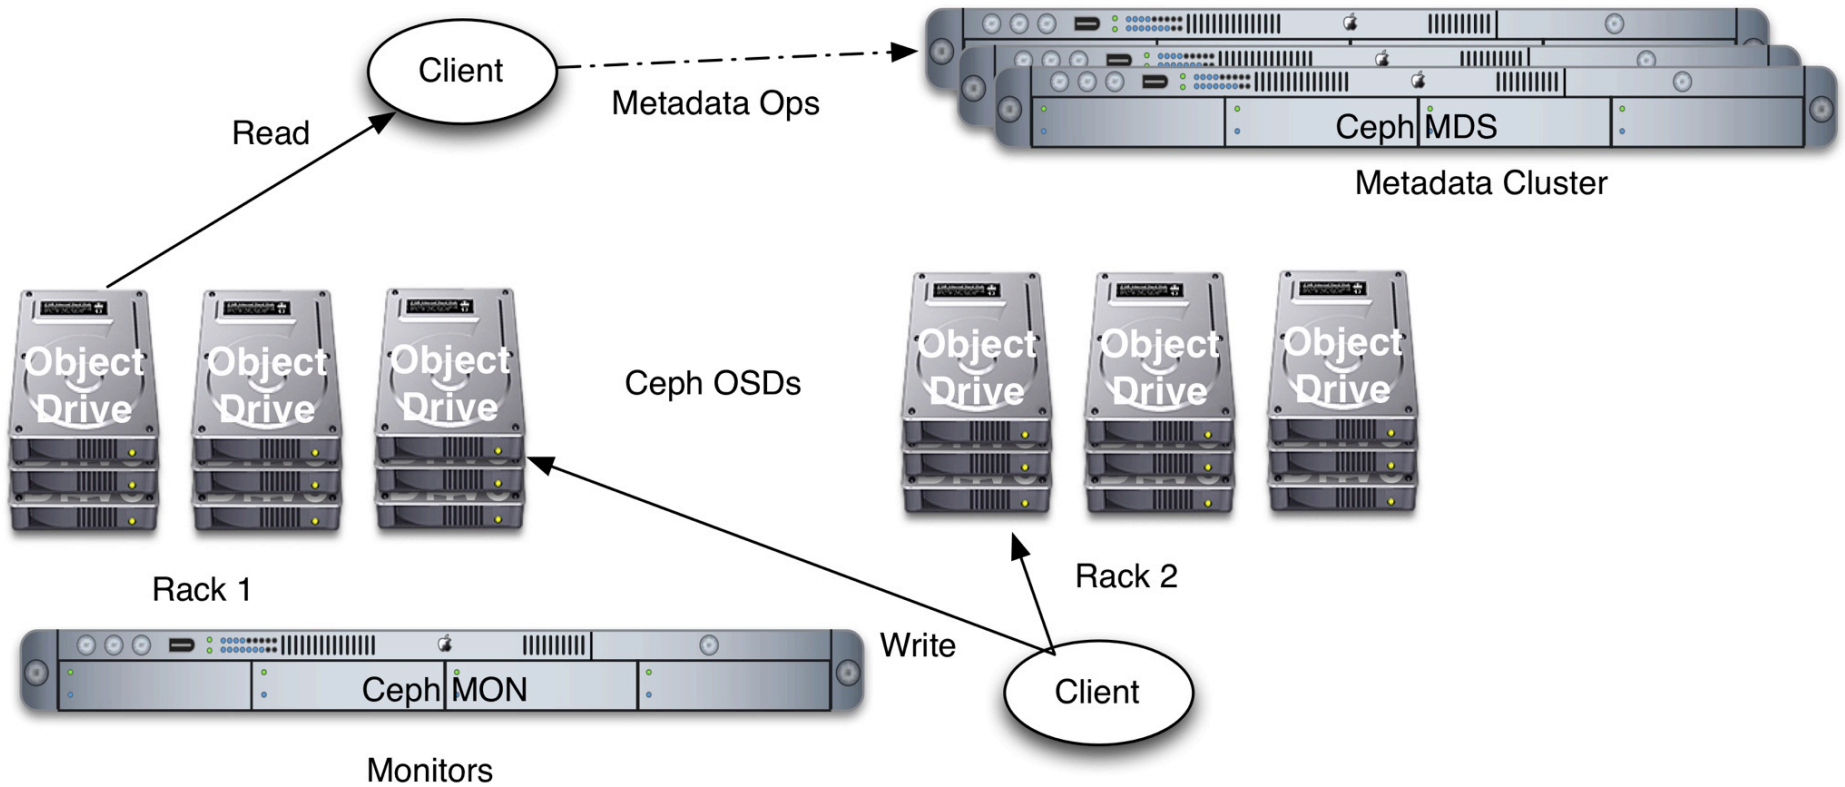 Client
Metadata Ops
Read
Ceph MDS
Metadata Cluster
Object
Drive
Object
Drive
Object
Drive
Ceph OSDs
Object
Drive
Object
Drive
Object
Drive
Rack 1
Rack 2
Write
Ceph MON
Client
Monitors